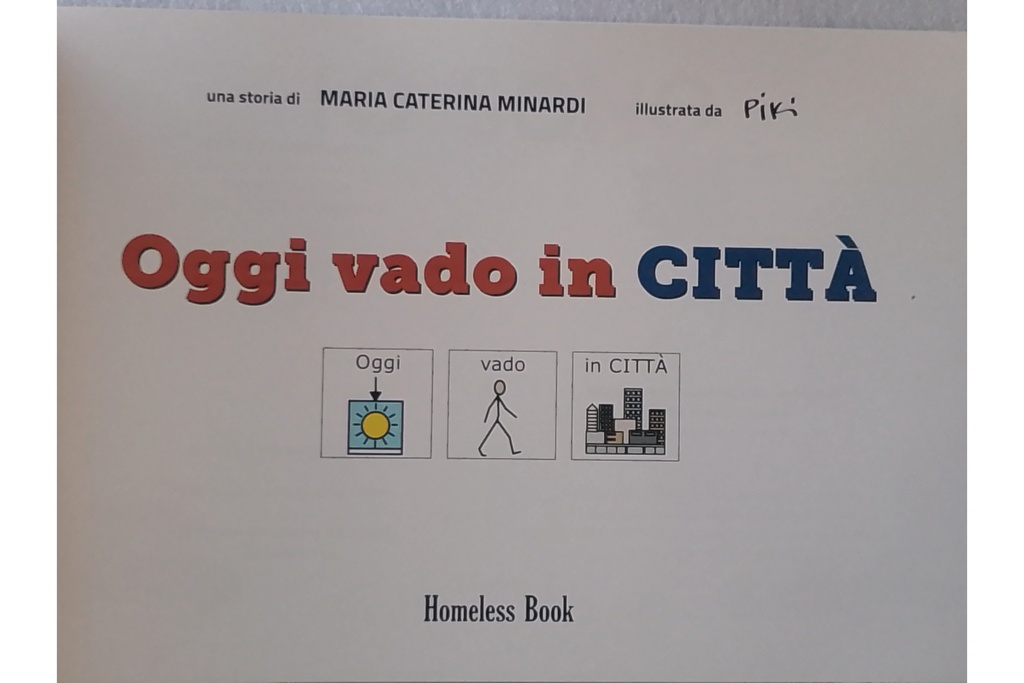 una storia di MARIA CATERINA MINARDI illustrata da Piki
Oggi vado in CITTÀ
Oggi vado in CITTÀ
Homeless Book